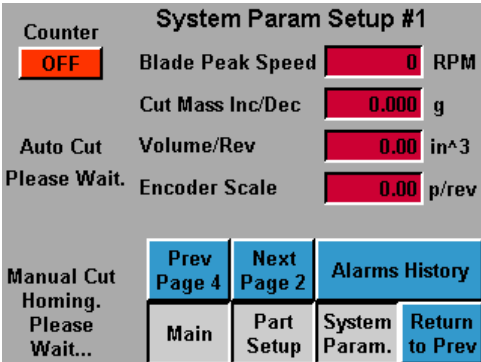 System Param Setup #1
Counter
OFF
Blade Peak Speed 0 RPM
Cut Mass Inc/Dec 0.000 g
Auto Cut
Please Wait.
Volume/Rev 0.00 in^3
Encoder Scale 0.00 p/rev
Manual Cut
Homing.
Please
Wait...
Prev
Page 4
Next
Page 2
Alarms History
Main
Part
Setup
System
Param.
Return
to Prev